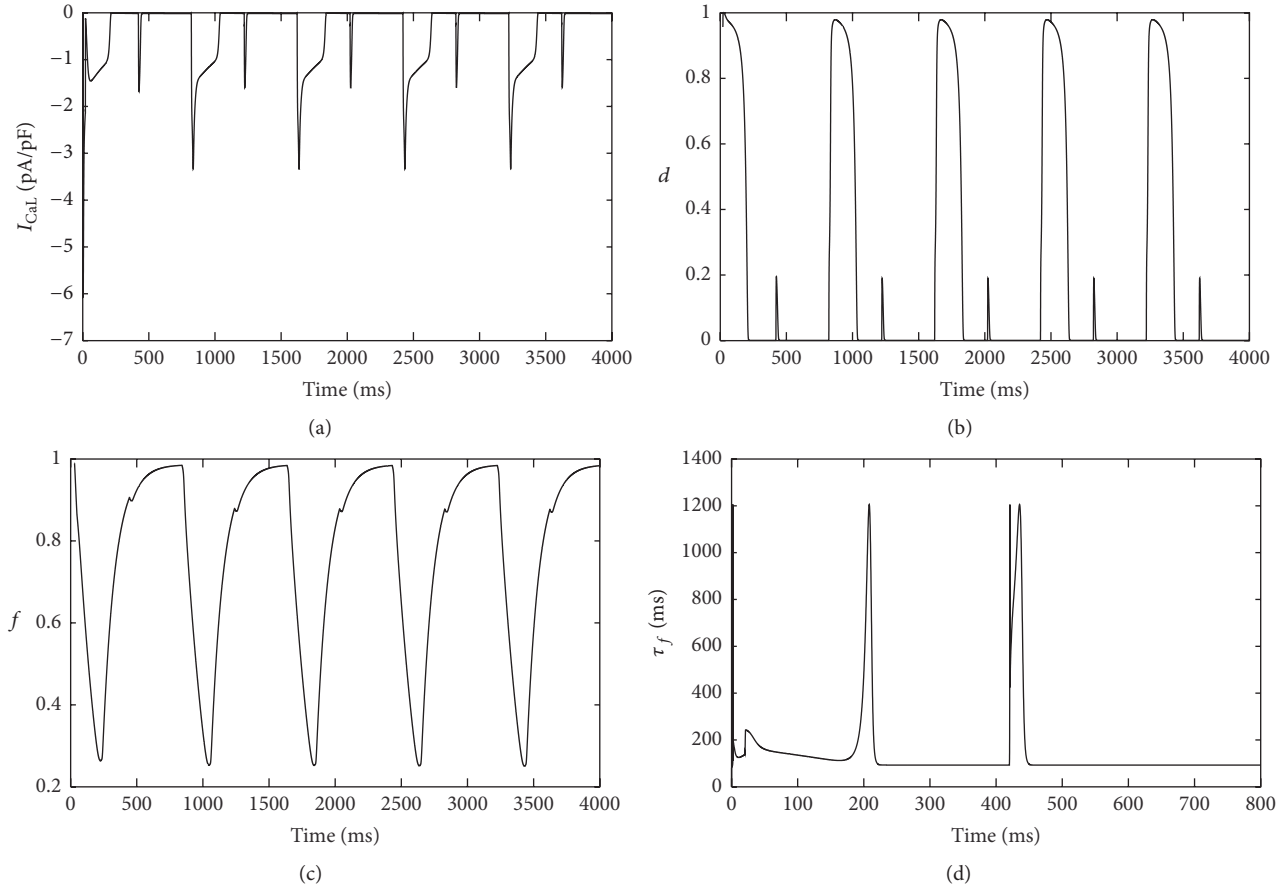 0
−1
−2
−3
−4
−5
−6
−7
I_CaL (pA/pF)
0 500 1000 1500 2000 2500 3000 3500 4000
Time (ms)
(a)
1
0.8
0.6
0.4
0.2
0
d
0 500 1000 1500 2000 2500 3000 3500 4000
Time (ms)
(b)
1
0.8
0.6
0.4
0.2
f
0 500 1000 1500 2000 2500 3000 3500 4000
Time (ms)
(c)
1400
1200
1000
800
600
400
200
0
τ_f (ms)
0 100 200 300 400 500 600 700 800
Time (ms)
(d)